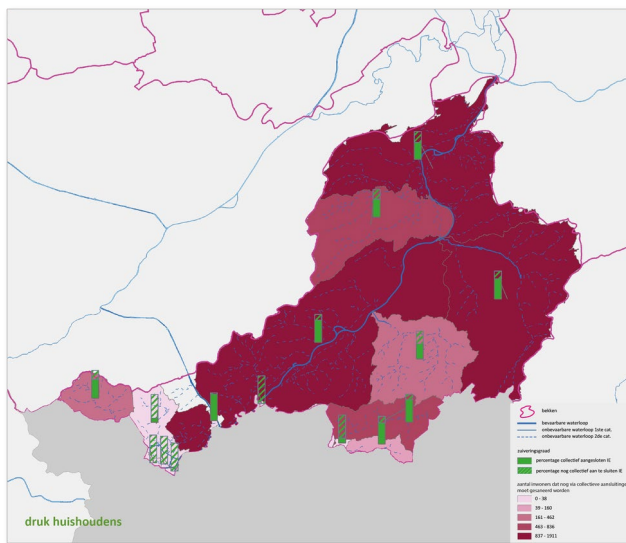 bekken
bevaarbare waterloop
onbevaarbare waterloop 1ste cat.
onbevaarbare waterloop 2de cat.
zuiveringsgraad
percentage collectief aangesloten IE
percentage nog collectief aan te sluiten IE
aantal inwoners dat nog via collectieve aansluitingen
moet gesaneerd worden
0 - 38
39 - 160
161 - 462
463 - 836
837 - 1911
druk huishoudens